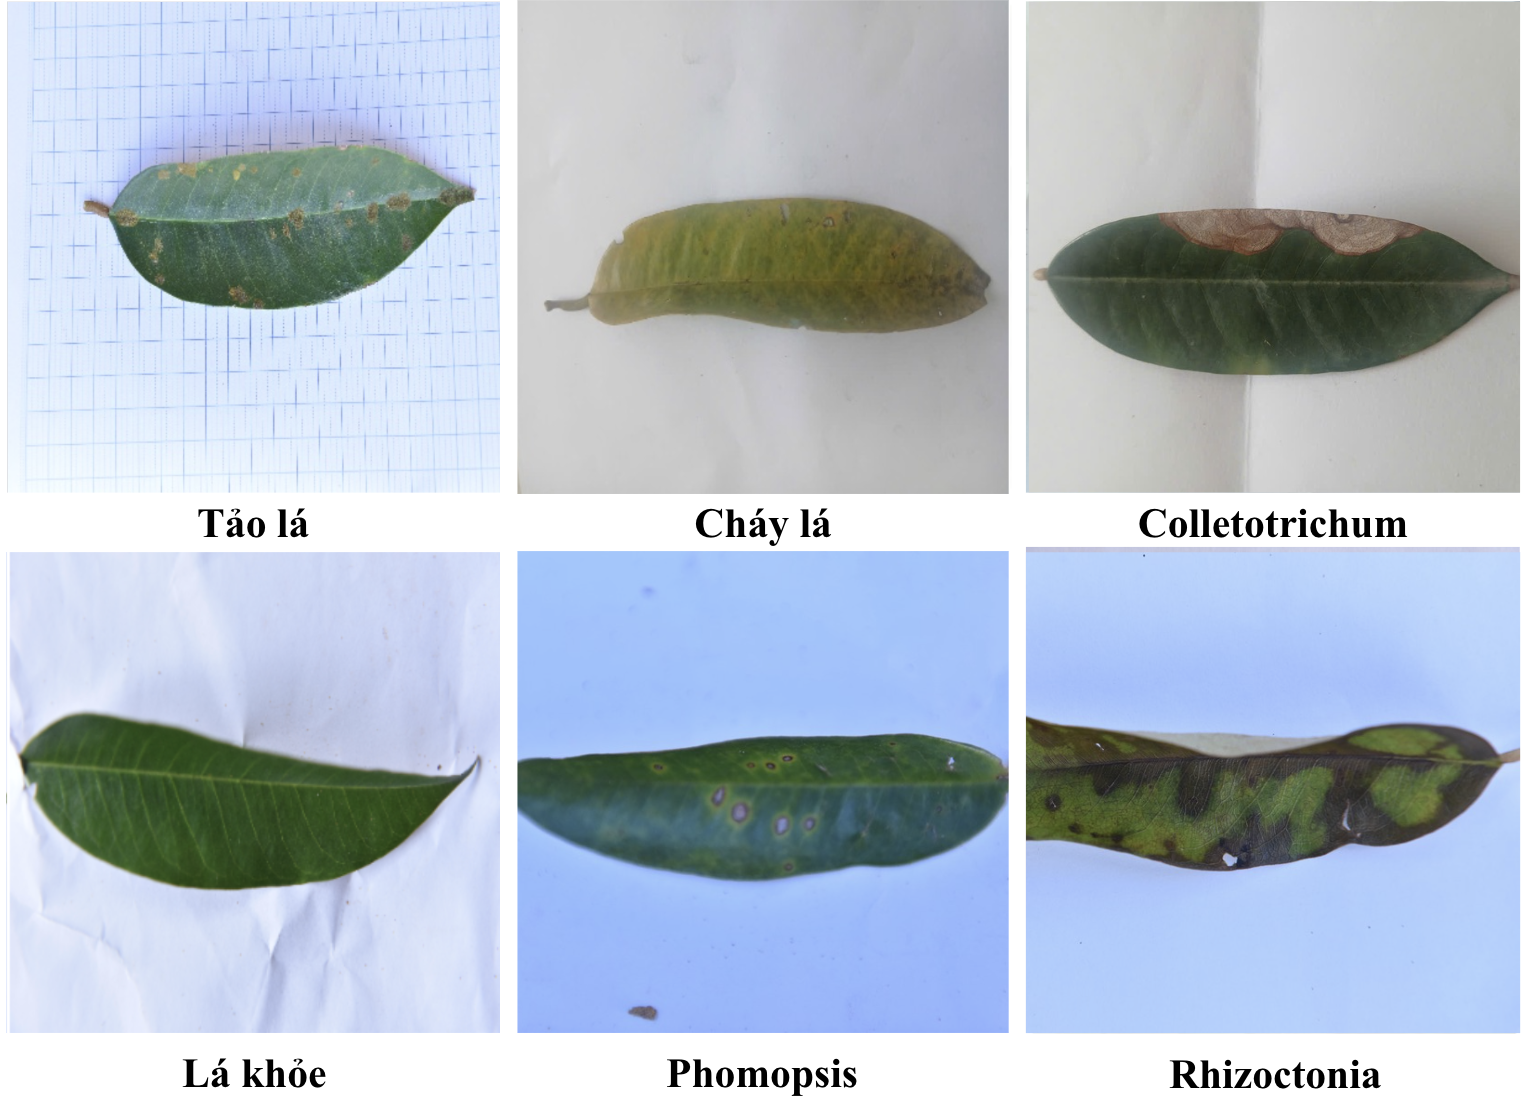 Tảo lá
Cháy lá
Colletotrichum
Lá khỏe
Phomopsis
Rhizoctonia